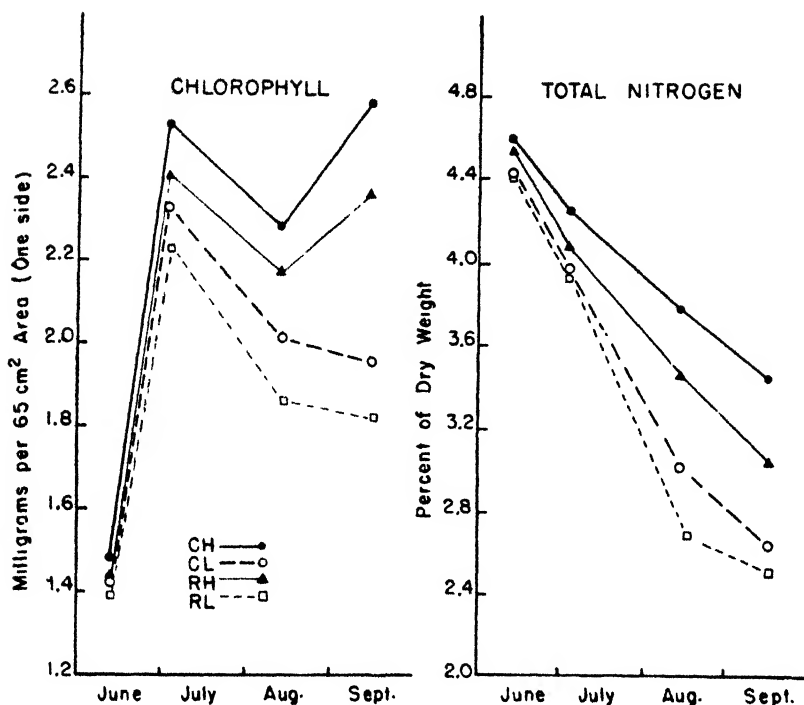 CHLOROPHYLL
Milligrams per 65 cm² Area (One side)
2.6
2.4
2.2
2.0
1.8
1.6
1.4
1.2
CH
CL
RH
RL
June July Aug. Sept.
TOTAL NITROGEN
Percent of Dry Weight
4.8
4.4
4.0
3.6
3.2
2.8
2.4
2.0
June July Aug. Sept.